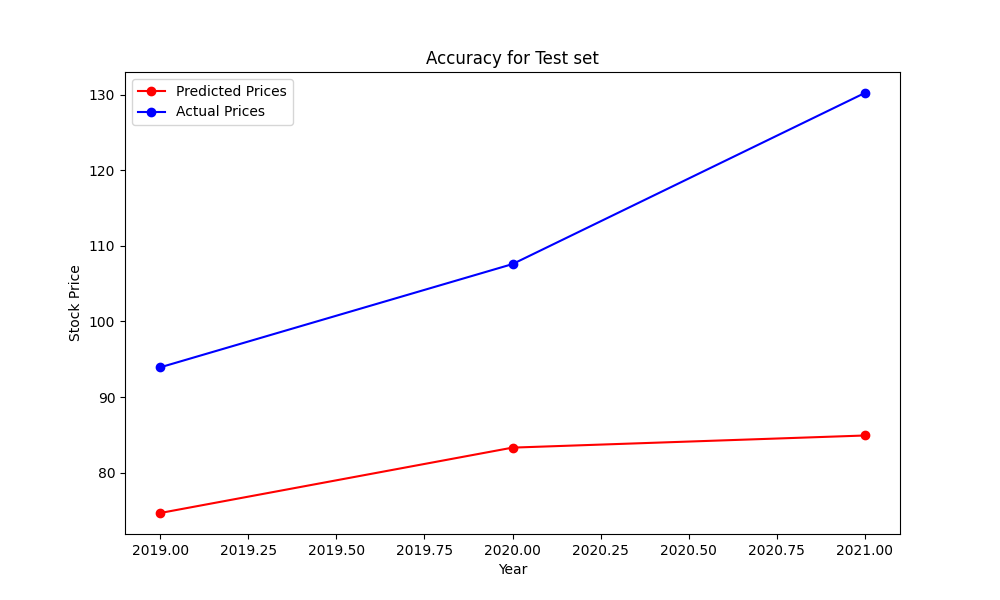 Accuracy for Test set
Predicted Prices
Actual Prices
130
120
110
100
90
80
Stock Price
2019.00 2019.25 2019.50 2019.75 2020.00 2020.25 2020.50 2020.75 2021.00
Year